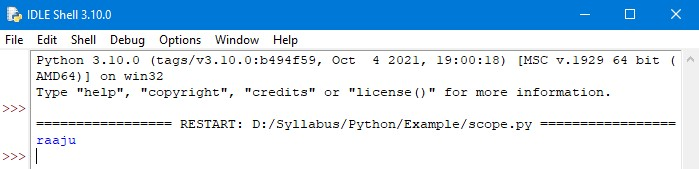 IDLE Shell 3.10.0
File Edit Shell Debug Options Window Help
Python 3.10.0 (tags/v3.10.0:b494f59, Oct  4 2021, 19:00:18) [MSC v.1929 64 bit (
AMD64)] on win32
Type "help", "copyright", "credits" or "license()" for more information.
>>>
================= RESTART: D:/Syllabus/Python/Example/scope.py =================
raaju
>>>